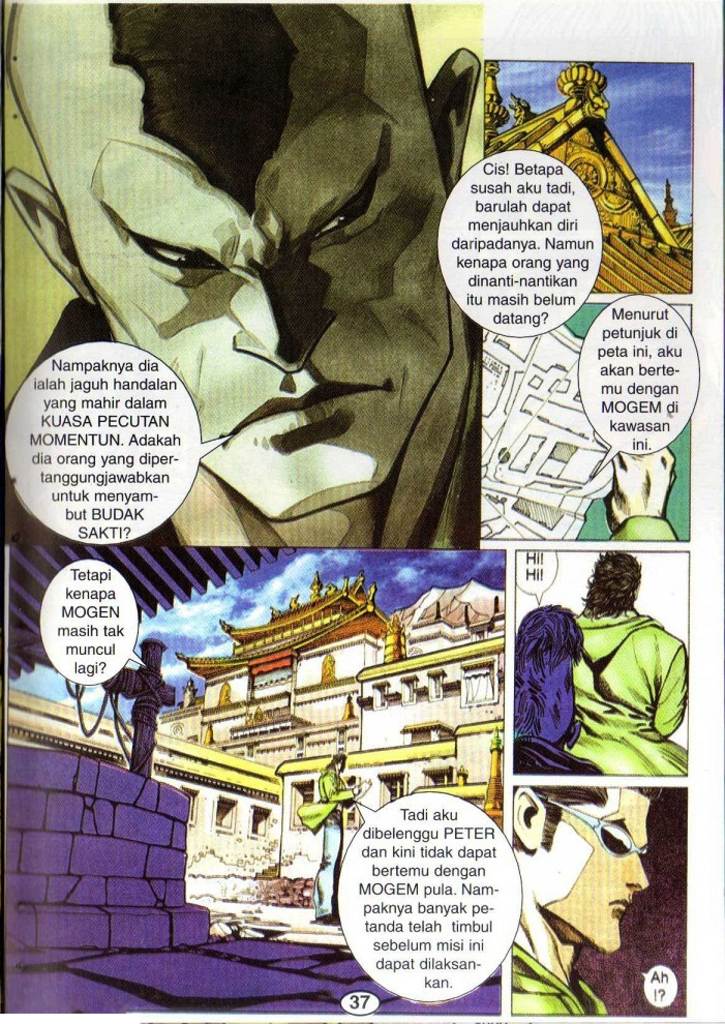 Cis! Betapa
susah aku tadi,
barulah dapat
menjauhkan diri
daripadanya. Namun
kenapa orang yang
dinanti-nantikan
itu masih belum
datang?
Menurut
petunjuk di
peta ini, aku
akan berte-
mu dengan
MOGEM di
kawasan
ini.
Nampaknya dia
ialah jaguh handalan
yang mahir dalam
KUASA PECUTAN
MOMENTUN. Adakah
dia orang yang diper-
tanggungjawabkan
untuk menyam-
but BUDAK
SAKTI?
Tetapi
kenapa
MOGEN
masih tak
muncul
lagi?
Tadi aku
dibelenggu PETER
dan kini tidak dapat
bertemu dengan
MOGEM pula. Nam-
paknya banyak pe-
tanda telah timbul
sebelum misi ini
dapat dilaksan-
kan.
Hi!
Hi!
Ah
!?
37